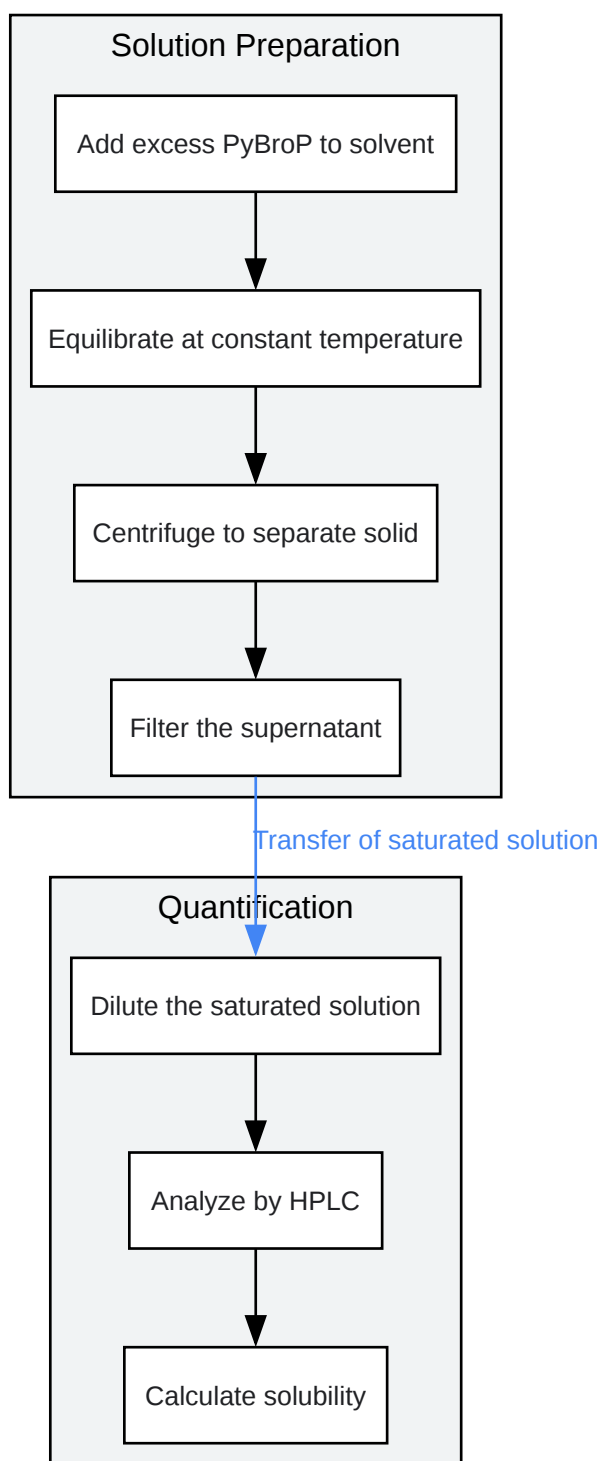 Solution Preparation
Add excess PyBroP to solvent
Equilibrate at constant temperature
Centrifuge to separate solid
Filter the supernatant
Transfer of saturated solution
Quantification
Dilute the saturated solution
Analyze by HPLC
Calculate solubility